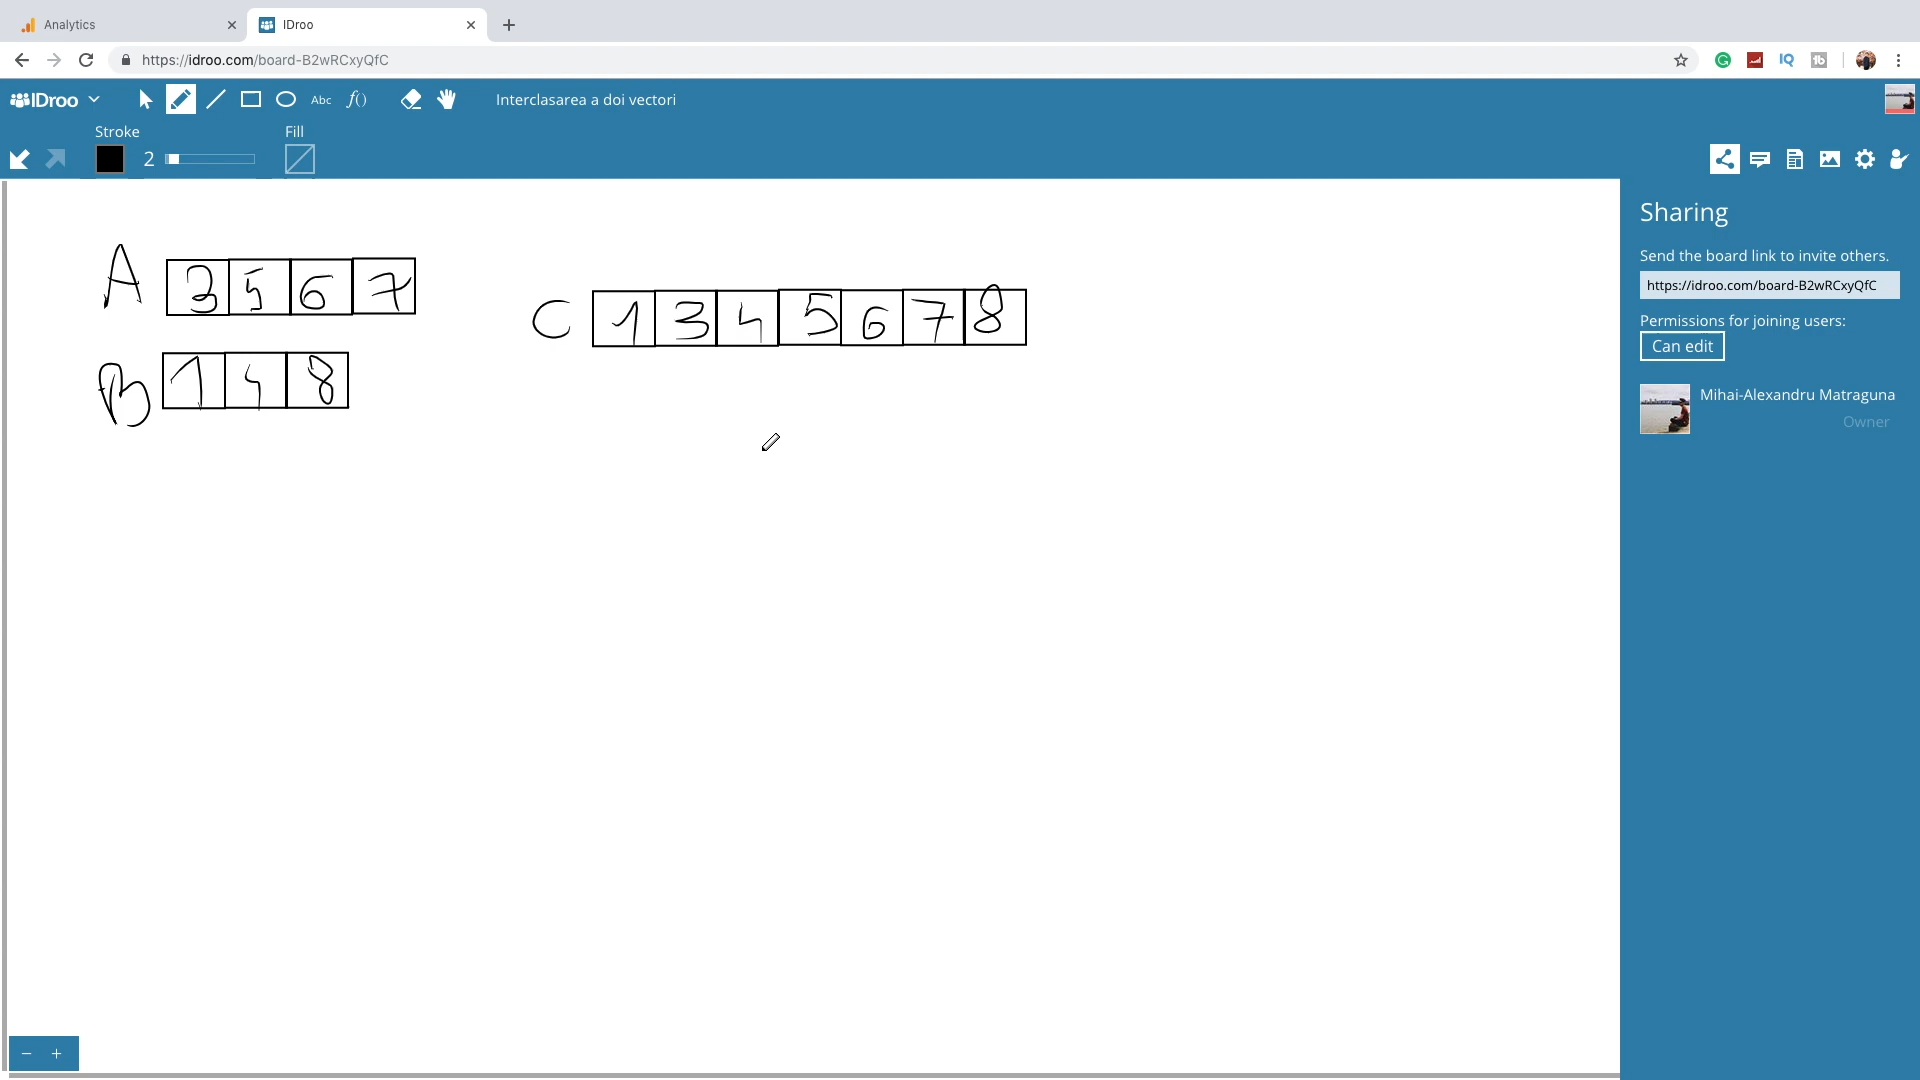 Analytics
IDroo
https://idroo.com/board-B2wRCxyQfC
IDroo
Abc
f()
Interclasarea a doi vectori
Stroke
Fill
2
Sharing
Send the board link to invite others.
https://idroo.com/board-B2wRCxyQfC
Permissions for joining users:
Can edit
Mihai-Alexandru Matraguna
Owner
A 3 5 6 7
B 1 4 8
C 1 3 4 5 6 7 8
− +